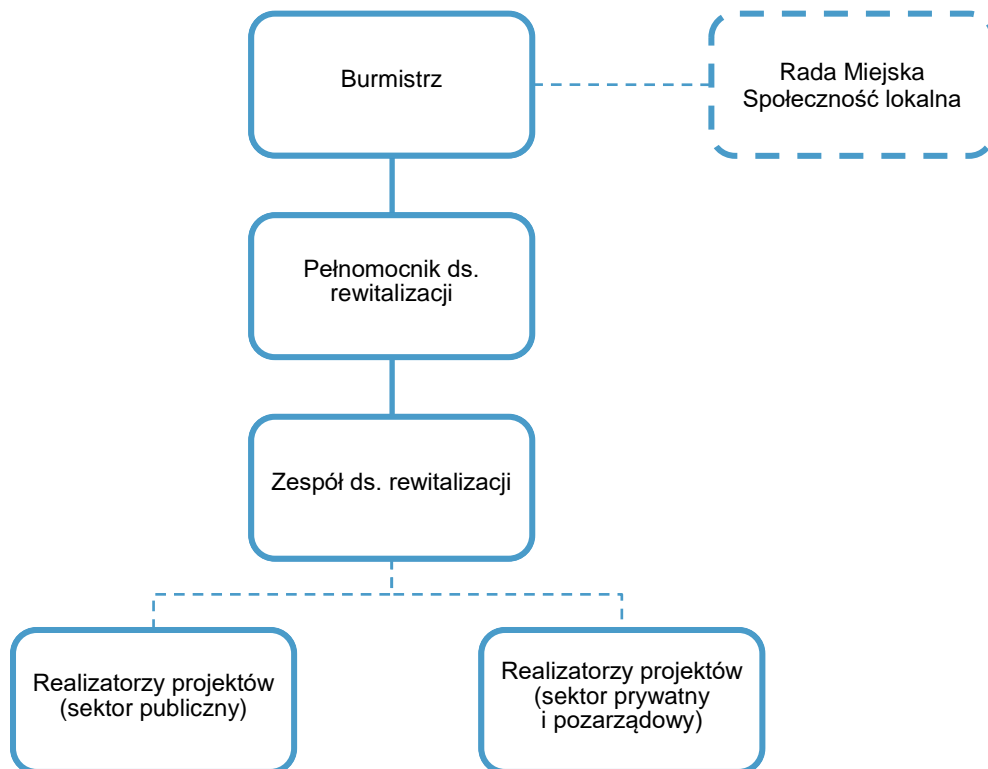 Burmistrz
Rada Miejska
Społeczność lokalna
Pełnomocnik ds.
rewitalizacji
Zespół ds. rewitalizacji
Realizatorzy projektów
(sektor publiczny)
Realizatorzy projektów
(sektor prywatny
i pozarządowy)